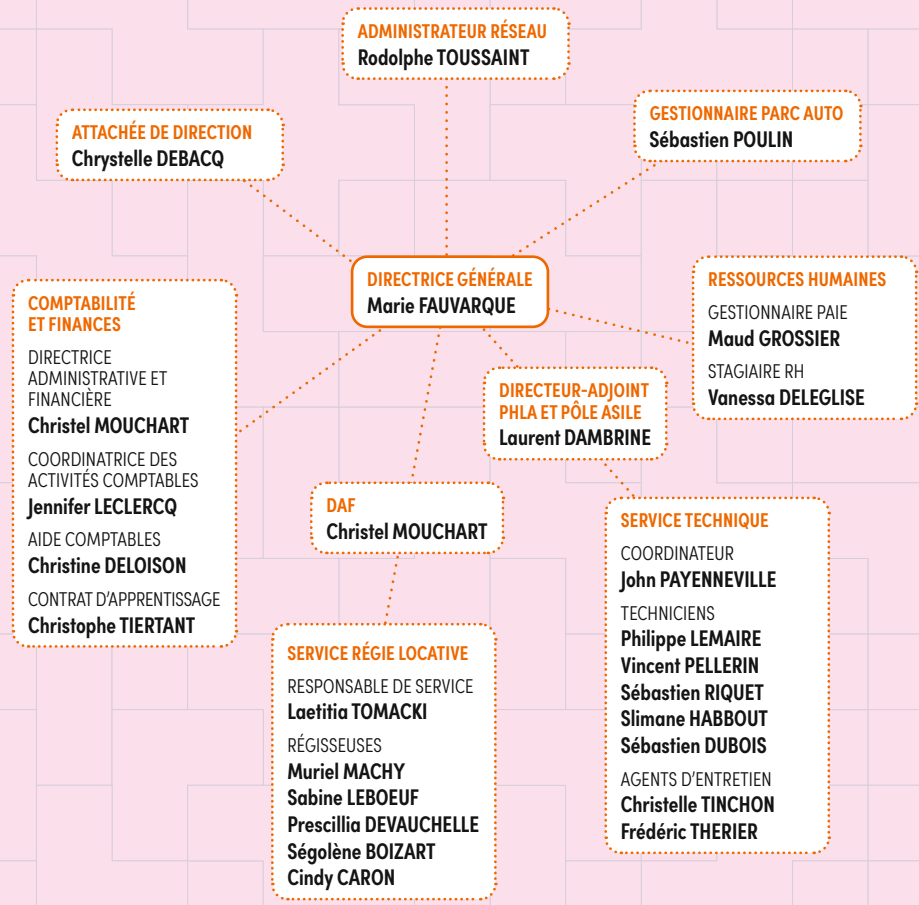 ADMINISTRATEUR RÉSEAU
Rodolphe TOUSSAINT
ATTACHÉE DE DIRECTION
Chrystelle DEBACQ
GESTIONNAIRE PARC AUTO
Sébastien POULIN
DIRECTRICE GÉNÉRALE
Marie FAUVARQUE
COMPTABILITÉ
ET FINANCES
DIRECTRICE
ADMINISTRATIVE ET
FINANCIÈRE
Christel MOUCHART
COORDINATRICE DES
ACTIVITÉS COMPTABLES
Jennifer LECLERCQ
AIDE COMPTABLES
Christine DELOISON
CONTRAT D'APPRENTISSAGE
Christophe TIERTANT
RESSOURCES HUMAINES
GESTIONNAIRE PAIE
Maud GROSSIER
STAGIAIRE RH
Vanessa DELEGLISE
DIRECTEUR-ADJOINT
PHLA ET PÔLE ASILE
Laurent DAMBRINE
DAF
Christel MOUCHART
SERVICE RÉGIE LOCATIVE
RESPONSABLE DE SERVICE
Laetitia TOMACKI
RÉGISSEUSES
Muriel MACHY
Sabine LEBOEUF
Prescillia DEVAUCHELLE
Ségolène BOIZART
Cindy CARON
SERVICE TECHNIQUE
COORDINATEUR
John PAYENNEVILLE
TECHNICIENS
Philippe LEMAIRE
Vincent PELLERIN
Sébastien RIQUET
Slimane HABBOUT
Sébastien DUBOIS
AGENTS D'ENTRETIEN
Christelle TINCHON
Frédéric THERIER